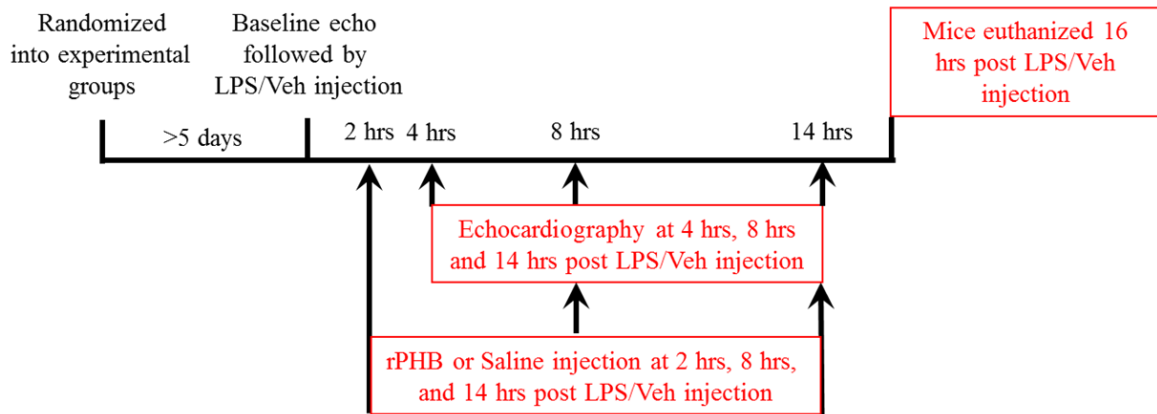 Randomized
into experimental
groups
Baseline echo
followed by
LPS/Veh injection
Mice euthanized 16
hrs post LPS/Veh
injection
>5 days
2 hrs
4 hrs
8 hrs
14 hrs
Echocardiography at 4 hrs, 8 hrs
and 14 hrs post LPS/Veh injection
rPHB or Saline injection at 2 hrs, 8 hrs,
and 14 hrs post LPS/Veh injection